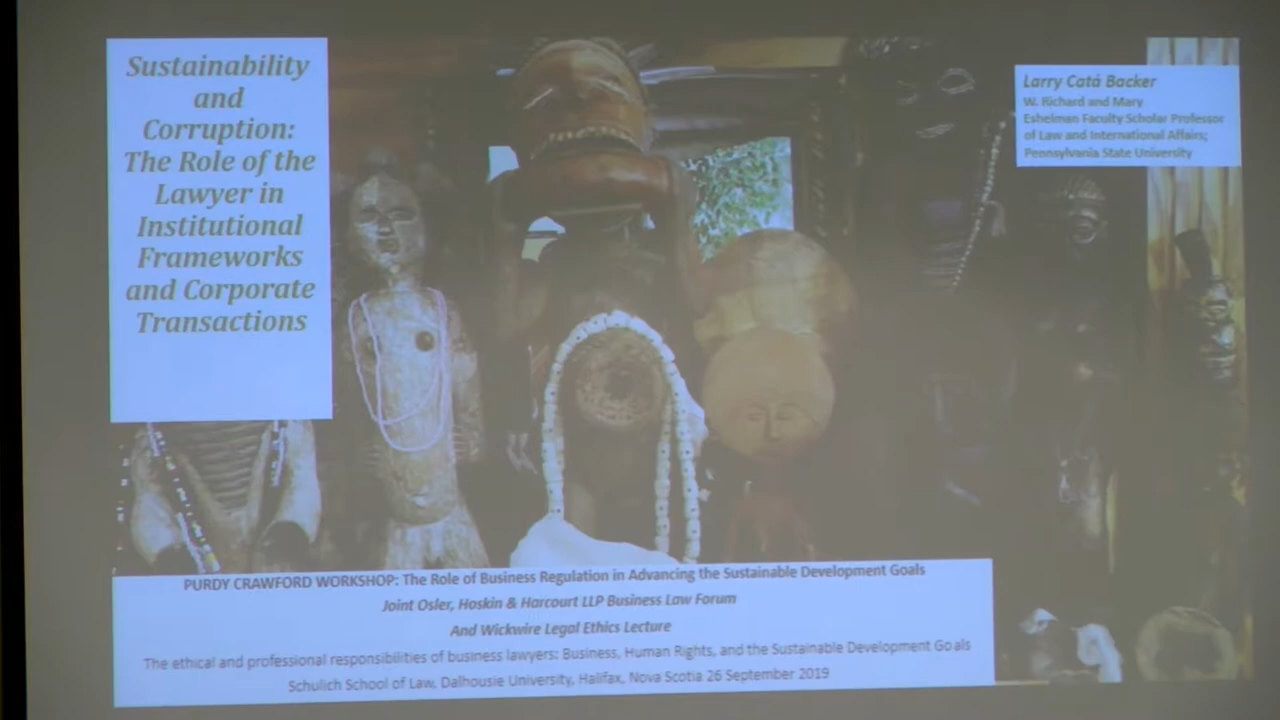 Sustainability
and
Corruption:
The Role of the
Lawyer in
Institutional
Frameworks
and Corporate
Transactions
Larry Catá Backer
W. Richard and Mary
Eshelman Faculty Scholar Professor
of Law and International Affairs;
Pennsylvania State University
PURDY CRAWFORD WORKSHOP: The Role of Business Regulation in Advancing the Sustainable Development Goals
Joint Osler, Hoskin & Harcourt LLP Business Law Forum
And Wickwire Legal Ethics Lecture
The ethical and professional responsibilities of business lawyers: Business, Human Rights, and the Sustainable Development Goals
Schulich School of Law, Dalhousie University, Halifax, Nova Scotia 26 September 2019